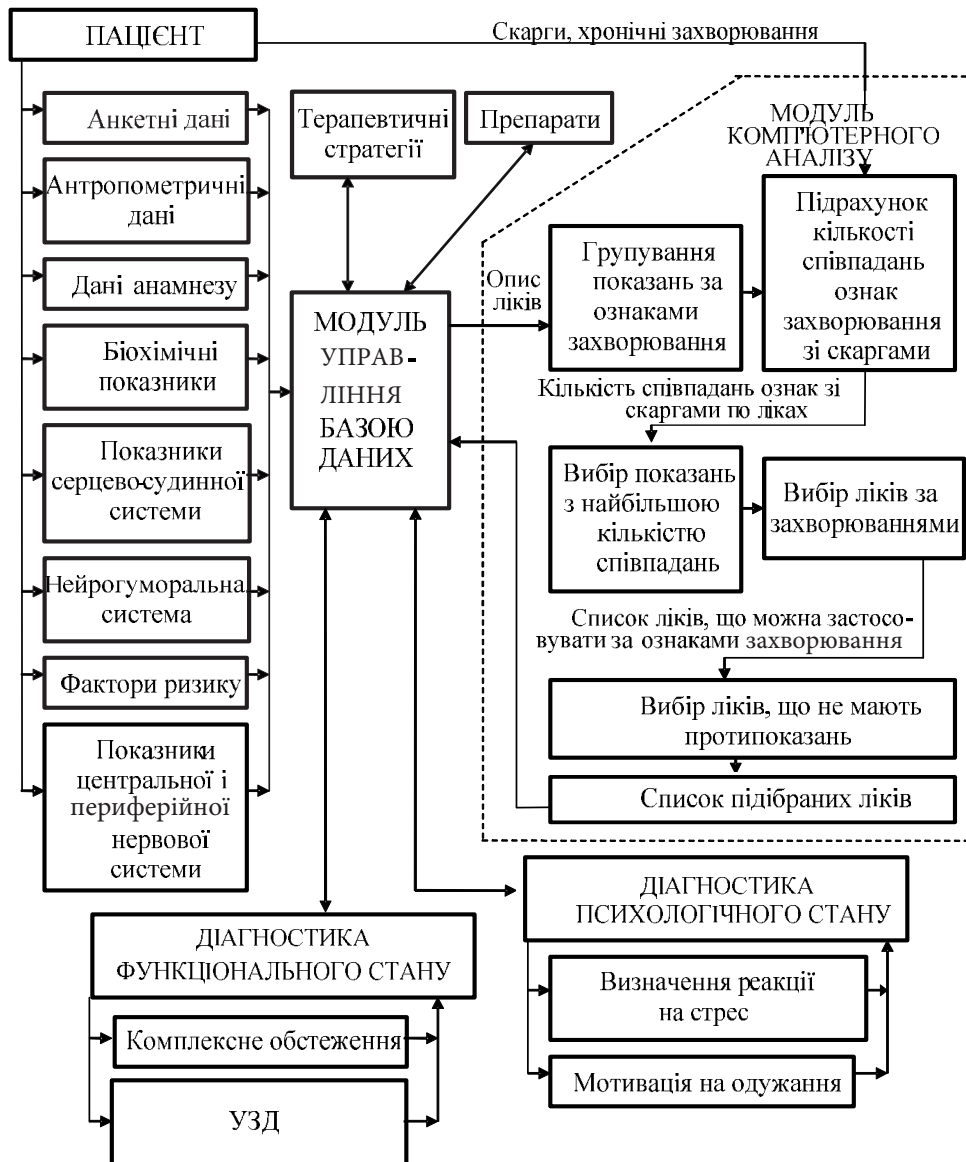 ПАЦІЄНТ
Скарги, хронічні захворювання
Анкетні дані
Антропометричні
дані
Дані анамнезу
Біохімічні
показники
Показники
серцево-судинної
системи
Нейрогуморальна
система
Фактори ризику
Показники
центральної і
периферійної
нервової
системи
Терапевтичні
стратегії
Препарати
МОДУЛЬ
УПРАВ-
ЛІННЯ
БАЗОЮ
ДАНИХ
Опис
ліків
МОДУЛЬ
КОМП'ЮТЕРНОГО
АНАЛІЗУ
Групування
показань за
ознаками
захворювання
Підрахунок
кількості
співпадань
ознак
захворювання
зі скаргами
Кількість співпадань ознак зі
скаргами по ліках
Вибір показань
з найбільшою
кількістю
співпадань
Вибір ліків за
захворюваннями
Список ліків, що можна застосо-
вувати за ознаками захворювання
Вибір ліків, що не мають
протипоказань
Список підібраних ліків
ДІАГНОСТИКА
ФУНКЦІОНАЛЬНОГО СТАНУ
Комплексне обстеження
УЗД
ДІАГНОСТИКА
ПСИХОЛОГІЧНОГО СТАНУ
Визначення реакції
на стрес
Мотивація на одужання